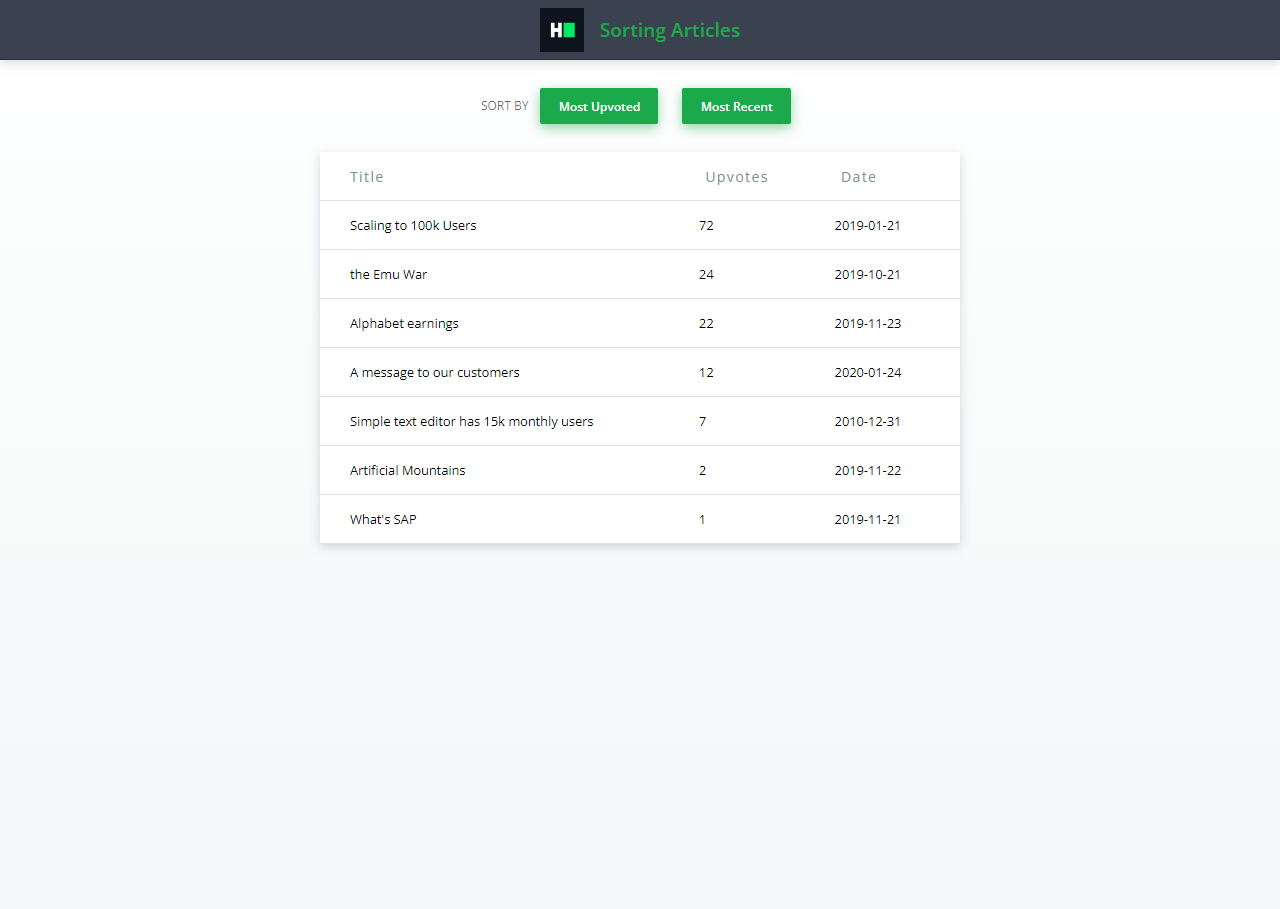 H Sorting Articles
SORT BY Most Upvoted Most Recent
Title Upvotes Date
Scaling to 100k Users 72 2019-01-21
the Emu War 24 2019-10-21
Alphabet earnings 22 2019-11-23
A message to our customers 12 2020-01-24
Simple text editor has 15k monthly users 7 2010-12-31
Artificial Mountains 2 2019-11-22
What's SAP 1 2019-11-21